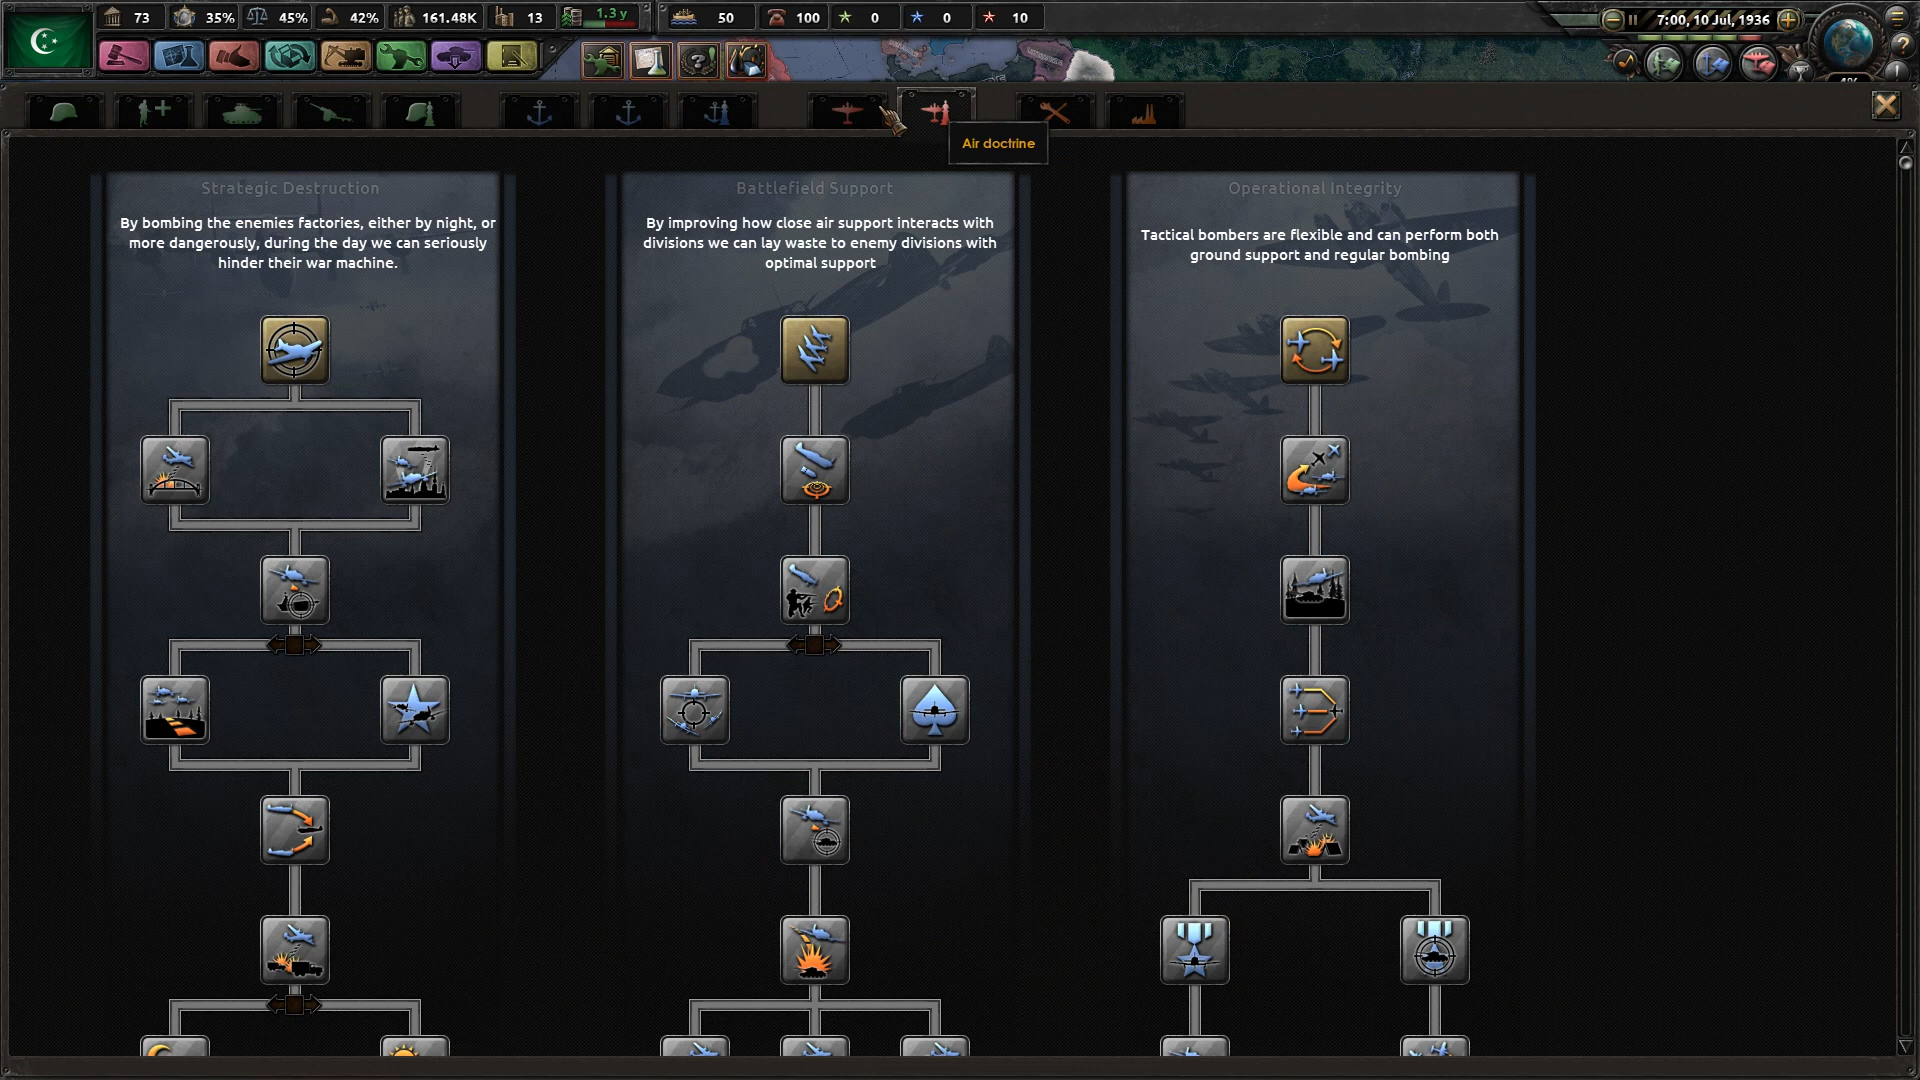 73 35% 45% 42% 161.48K 13 1.3 y 50 100 0 0 10 7:00, 10 Jul, 1936
4%
Air doctrine
Strategic Destruction
By bombing the enemies factories, either by night, or
more dangerously, during the day we can seriously
hinder their war machine.
Battlefield Support
By improving how close air support interacts with
divisions we can lay waste to enemy divisions with
optimal support
Operational Integrity
Tactical bombers are flexible and can perform both
ground support and regular bombing